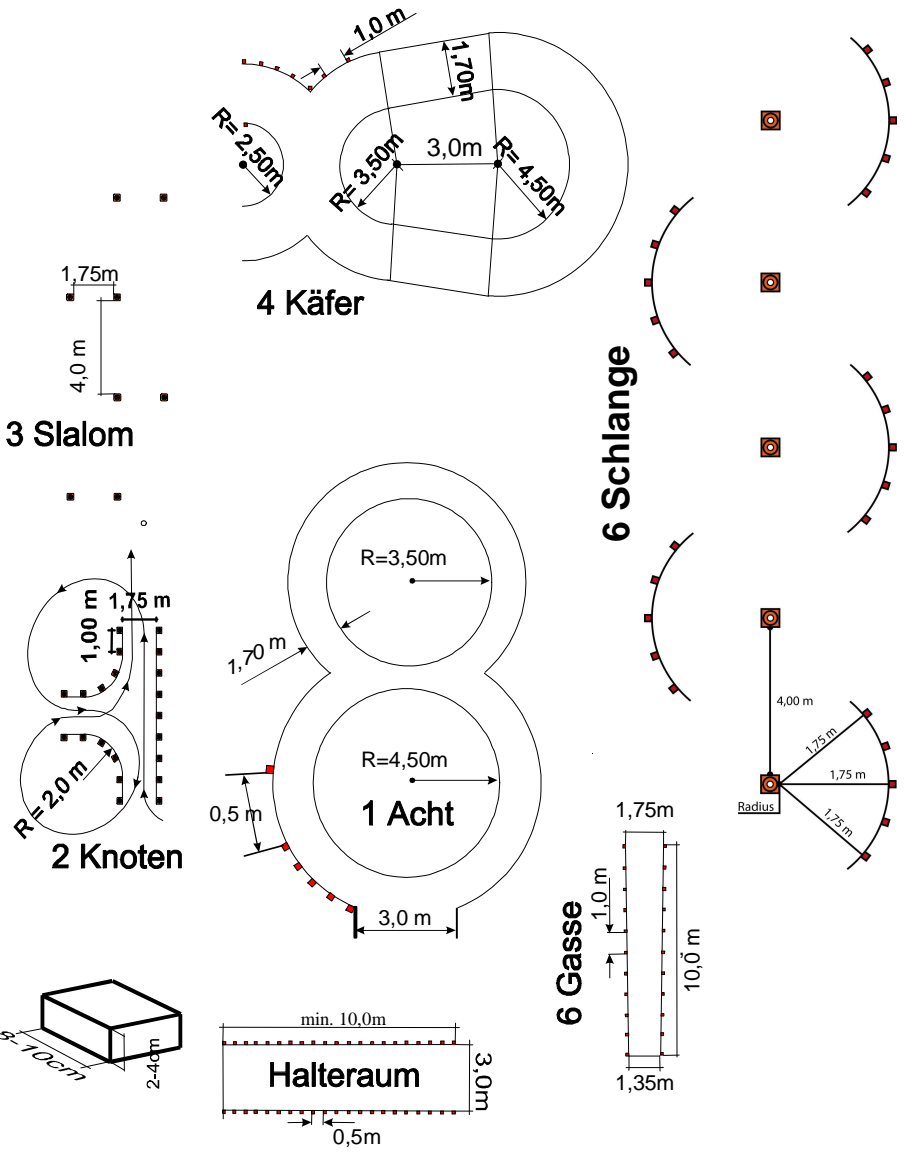 1,0 m
1,70m
R= 2,50m
R= 3,50m
3,0m
R= 4,50m
4 Käfer
1,75m
4,0 m
3 Slalom
6 Schlange
R=3,50m
1,75 m
1,00 m
1,70 m
R = 2,0 m
2 Knoten
R=4,50m
1 Acht
0,5 m
3,0 m
4,00 m
1,75 m
1,75 m
1,75 m
Radius
1,75m
1,0 m
10,0 m
6 Gasse
1,35m
8-10cm
2-4cm
min. 10,0m
Halteraum
3,0m
0,5m